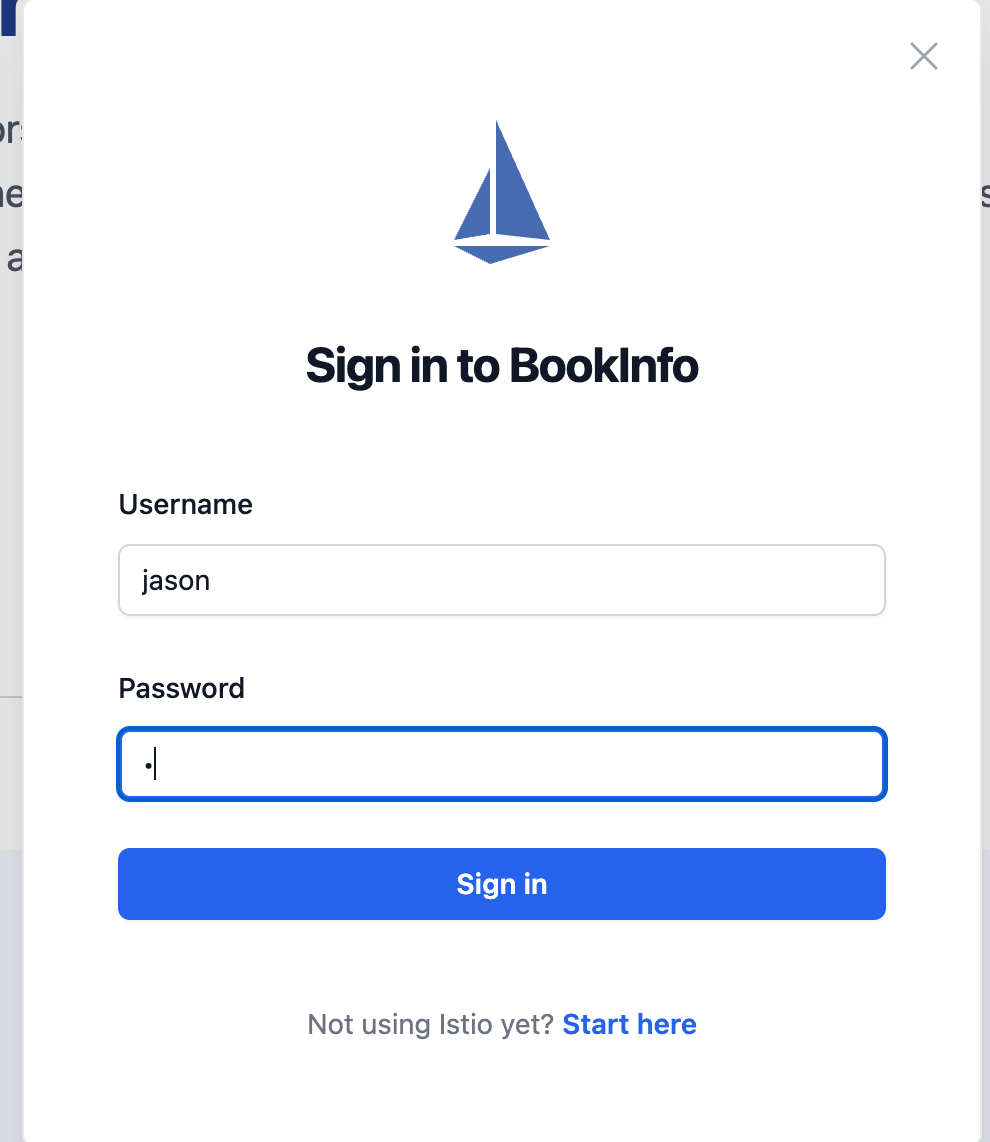 Sign in to BookInfo
Username
jason
Password
•
Sign in
Not using Istio yet? Start here